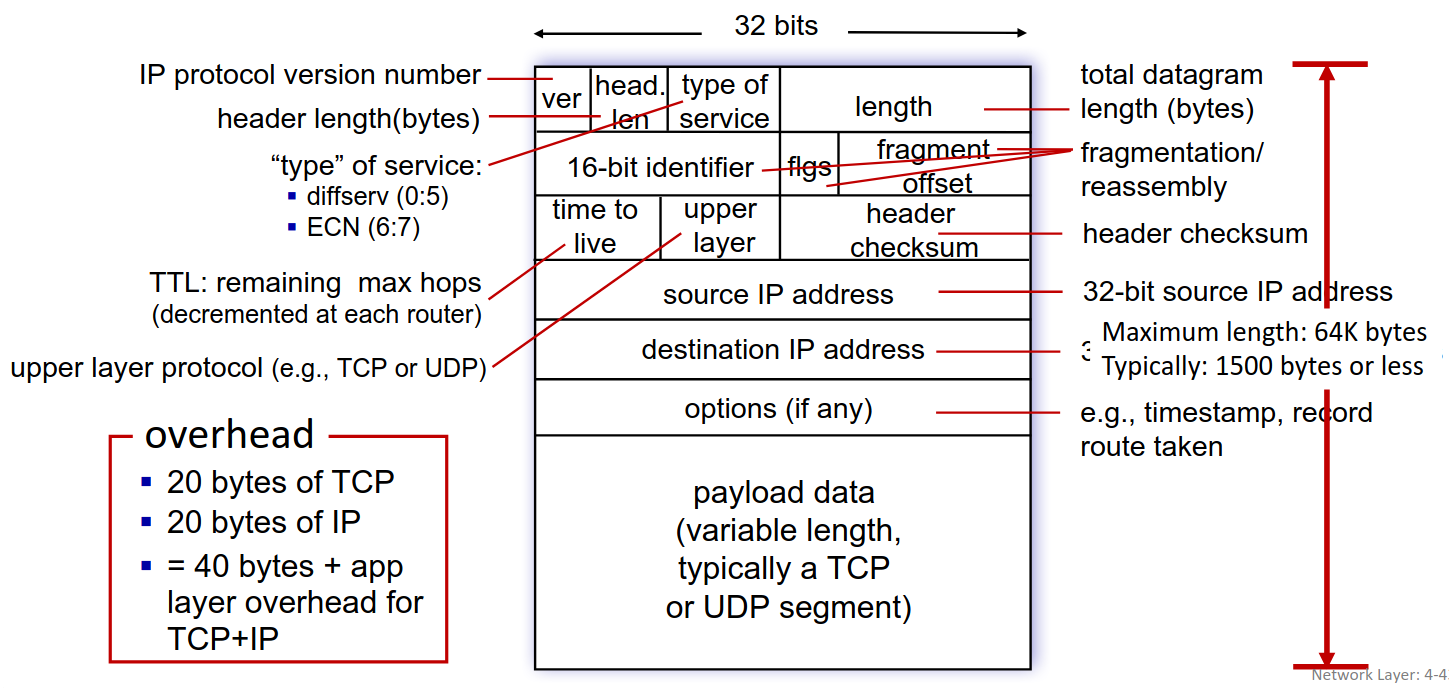 32 bits
IP protocol version number
header length(bytes)
“type” of service:
▪ diffserv (0:5)
▪ ECN (6:7)
TTL: remaining max hops
(decremented at each router)
upper layer protocol (e.g., TCP or UDP)
overhead
▪ 20 bytes of TCP
▪ 20 bytes of IP
▪ = 40 bytes + app
layer overhead for
TCP+IP
ver
head.
len
type of
service
length
16-bit identifier
flgs
fragment
offset
time to
live
upper
layer
header
checksum
source IP address
destination IP address
options (if any)
payload data
(variable length,
typically a TCP
or UDP segment)
total datagram
length (bytes)
fragmentation/
reassembly
header checksum
32-bit source IP address
Maximum length: 64K bytes
Typically: 1500 bytes or less
e.g., timestamp, record
route taken
Network Layer: 4-4